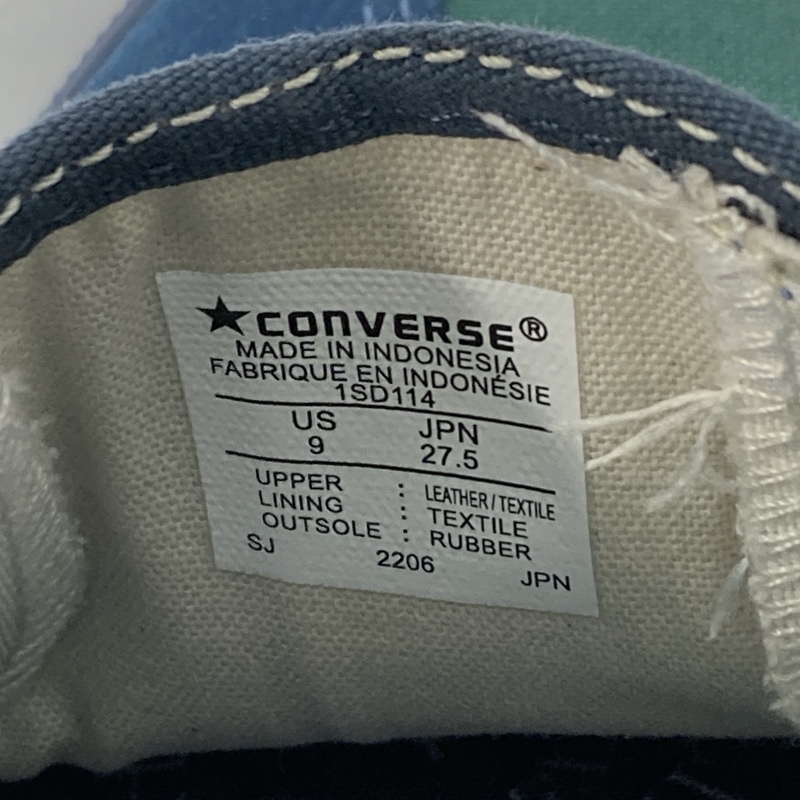 ★CONVERSE®
MADE IN INDONESIA
FABRIQUE EN INDONÉSIE
1SD114
US JPN
9 27.5
UPPER : LEATHER/TEXTILE
LINING : TEXTILE
OUTSOLE : RUBBER
SJ 2206 JPN